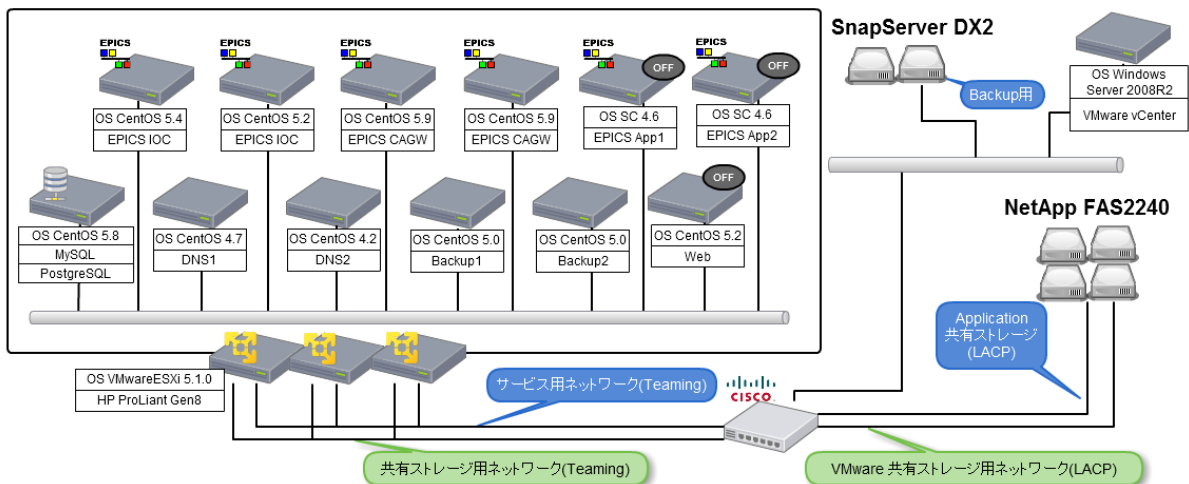 EPICS
EPICS
EPICS
EPICS
EPICS
OFF
EPICS
OFF
OS CentOS 5.4
EPICS IOC
OS CentOS 5.2
EPICS IOC
OS CentOS 5.9
EPICS CAGW
OS CentOS 5.9
EPICS CAGW
OS SC 4.6
EPICS App1
OS SC 4.6
EPICS App2
OFF
OS CentOS 5.8
MySQL
PostgreSQL
OS CentOS 4.7
DNS1
OS CentOS 4.2
DNS2
OS CentOS 5.0
Backup1
OS CentOS 5.0
Backup2
OS CentOS 5.2
Web
SnapServer DX2
Backup用
OS Windows
Server 2008R2
VMware vCenter
NetApp FAS2240
Application
共有ストレージ
(LACP)
OS VMwareESXi 5.1.0
HP ProLiant Gen8
サービス用ネットワーク(Teaming)
CISCO
共有ストレージ用ネットワーク(Teaming)
VMware 共有ストレージ用ネットワーク(LACP)